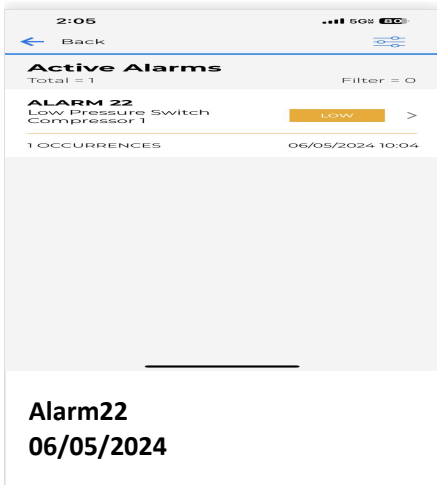 2:05 5G 80
Back
Active Alarms
Total = 1 Filter = 0
ALARM 22
Low Pressure Switch
Compressor 1
LOW >
1 OCCURRENCES 06/05/2024 10:04
Alarm22
06/05/2024